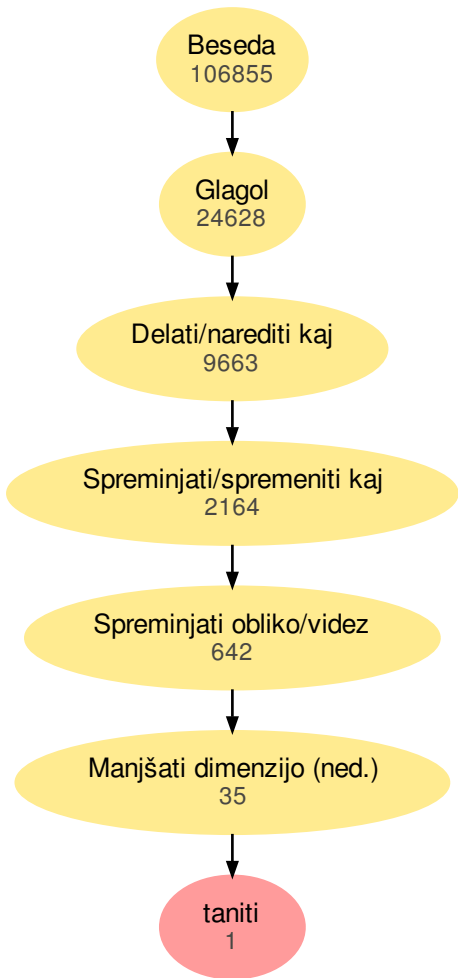 Beseda
106855
Glagol
24628
Delati/narediti kaj
9663
Spreminjati/spremeniti kaj
2164
Spreminjati obliko/videz
642
Manjšati dimenzijo (ned.)
35
taniti
1